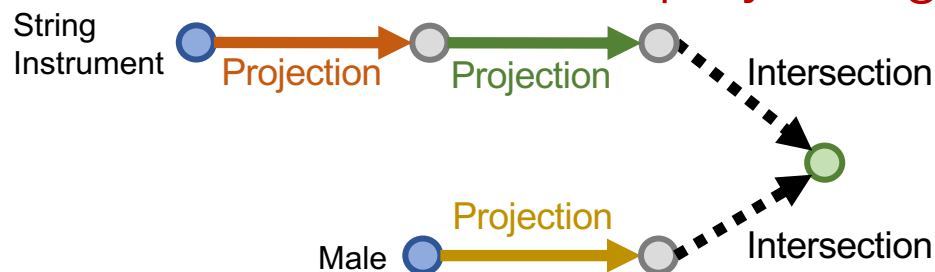 String
Instrument
Projection
Projection
Intersection
Projection
Male
Intersection